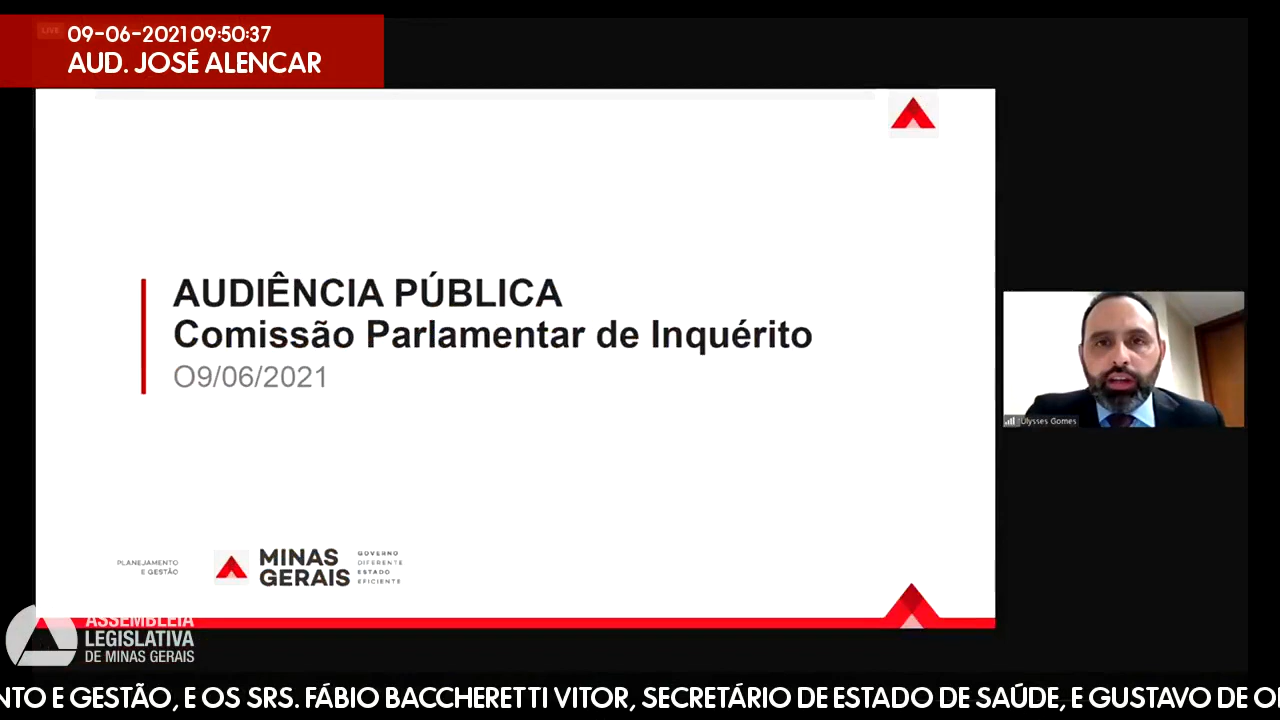 LIVE
09-06-2021 09:50:37
AUD. JOSÉ ALENCAR
AUDIÊNCIA PÚBLICA
Comissão Parlamentar de Inquérito
O9/06/2021
Ulysses Gomes
PLANEJAMENTO
E GESTÃO
MINAS
GERAIS
GOVERNO
DIFERENTE
ESTADO
EFICIENTE
ASSEMBLEIA
LEGISLATIVA
DE MINAS GERAIS
NTO E GESTÃO, E OS SRS. FÁBIO BACCHERETTI VITOR, SECRETÁRIO DE ESTADO DE SAÚDE, E GUSTAVO DE